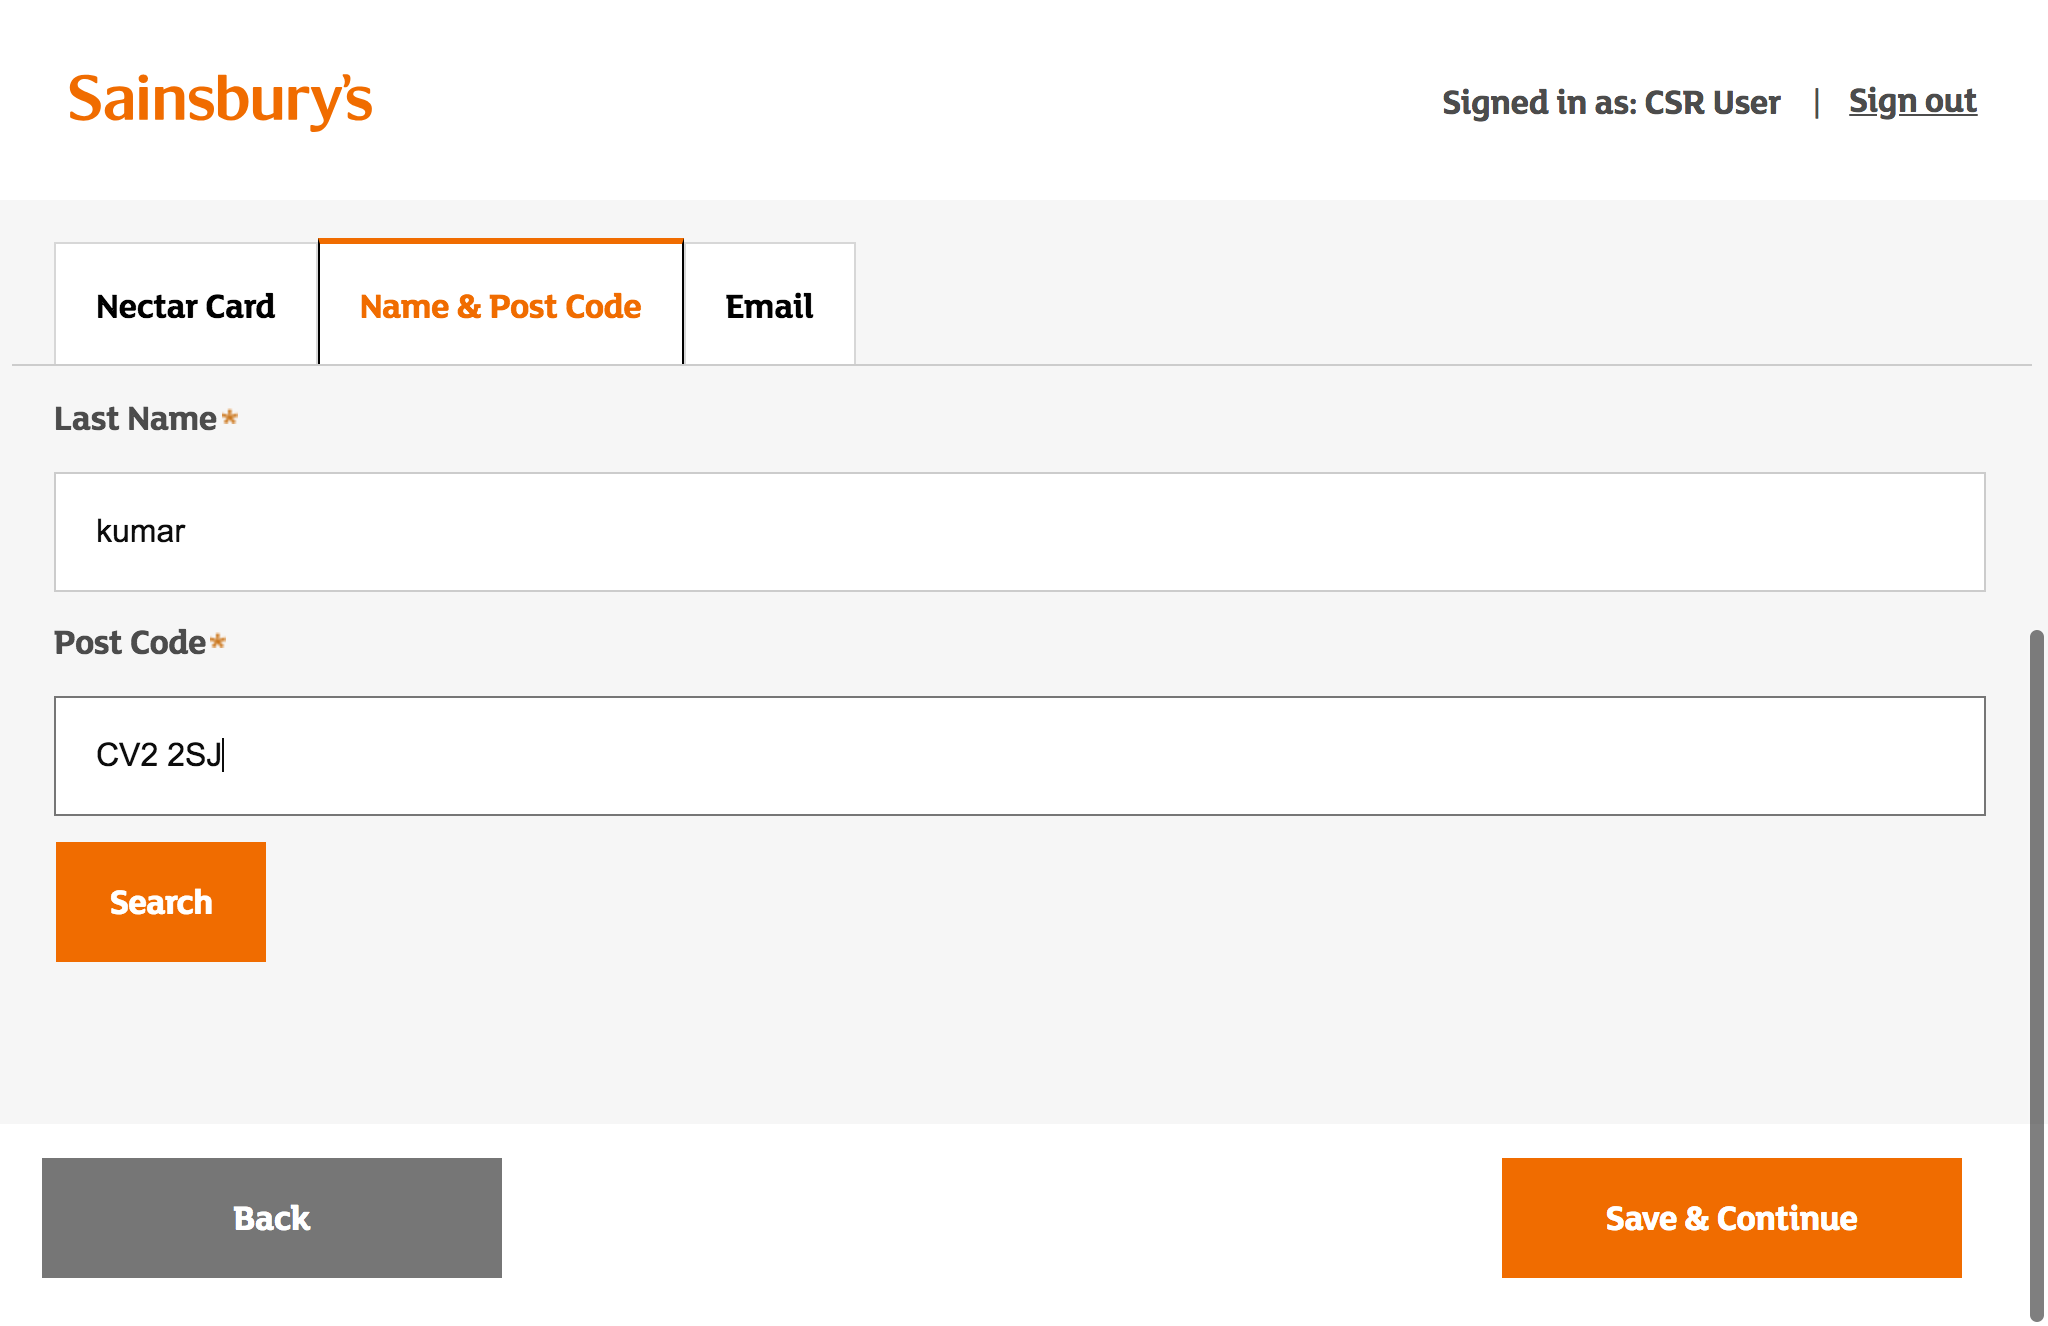 Sainsbury's
Signed in as: CSR User | Sign out
Nectar Card
Name & Post Code
Email
Last Name*
kumar
Post Code*
CV2 2SJ
Search
Back
Save & Continue